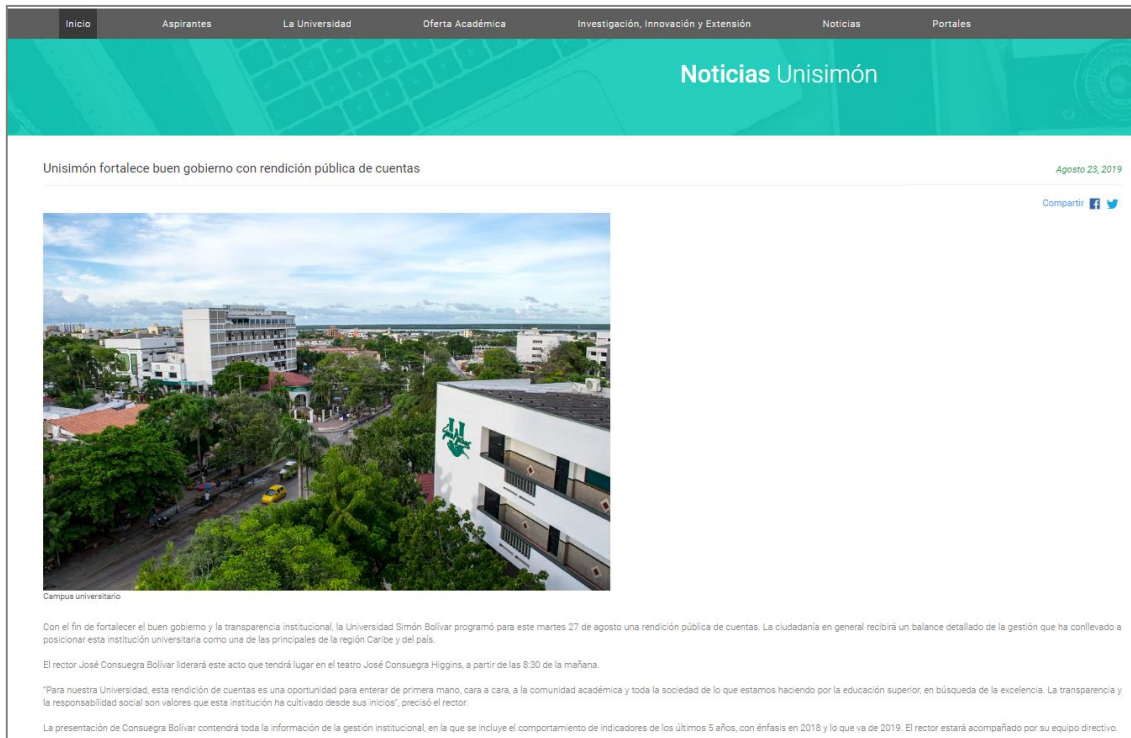 Inicio Aspirantes La Universidad Oferta Académica Investigación, Innovación y Extensión Noticias Portales
Noticias Unisimón
Unisimón fortalece buen gobierno con rendición pública de cuentas
Agosto 23, 2019
Compartir
Campus universitario
Con el fin de fortalecer el buen gobierno y la transparencia institucional, la Universidad Simón Bolívar programó para este martes 27 de agosto una rendición pública de cuentas. La ciudadanía en general recibirá un balance detallado de la gestión que ha conllevado a
posicionar esta institución universitaria como una de las principales de la región Caribe y del país.
El rector José Consuegra Bolívar liderará este acto que tendrá lugar en el teatro José Consuegra Higgins, a partir de las 8:30 de la mañana.
"Para nuestra Universidad, esta rendición de cuentas es una oportunidad para enterar de primera mano, cara a cara, a la comunidad académica y toda la sociedad de lo que estamos haciendo por la educación superior, en búsqueda de la excelencia. La transparencia y
la responsabilidad social son valores que esta institución ha cultivado desde sus inicios", precisó el rector.
La presentación de Consuegra Bolívar contendrá toda la información de la gestión institucional, en la que se incluye el comportamiento de indicadores de los últimos 5 años, con énfasis en 2018 y lo que va de 2019. El rector estará acompañado por su equipo directivo.